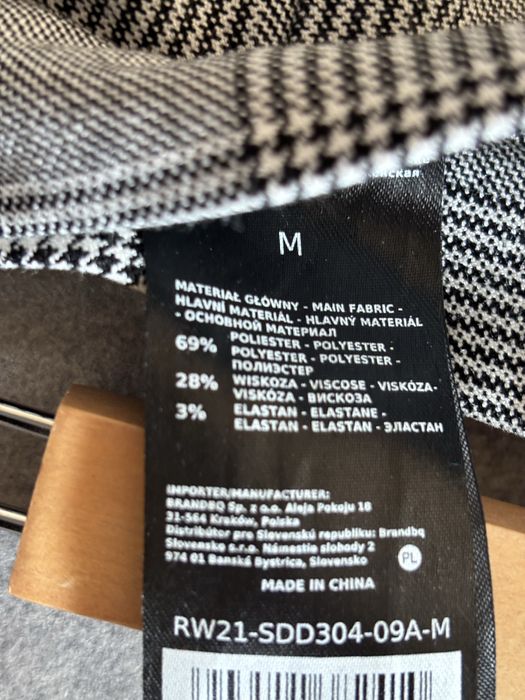 йская
M
MATERIAŁ GŁÓWNY - MAIN FABRIC -
HLAVNÍ MATERIÁL - HLAVNÝ MATERIÁL
- ОСНОВНОЙ МАТЕРИАЛ
69% POLIESTER - POLYESTER -
POLYESTER - POLYESTER -
ПОЛИЭСТЕР
28% WISKOZA - VISCOSE - VISKÓZA-
VISKÓZA - ВИСКОЗА
3% ELASTAN - ELASTANE -
ELASTAN - ELASTAN - ЭЛАСТАН
IMPORTER/MANUFACTURER:
BRANDBQ Sp. z o.o. Aleja Pokoju 18
31-564 Kraków, Polska
Distribútor pro Slovenskú republiku: Brandbq
Slovensko s.r.o. Námestie slobody 2
974 01 Banská Bystrica, Slovensko
PL
MADE IN CHINA
RW21-SDD304-09A-M